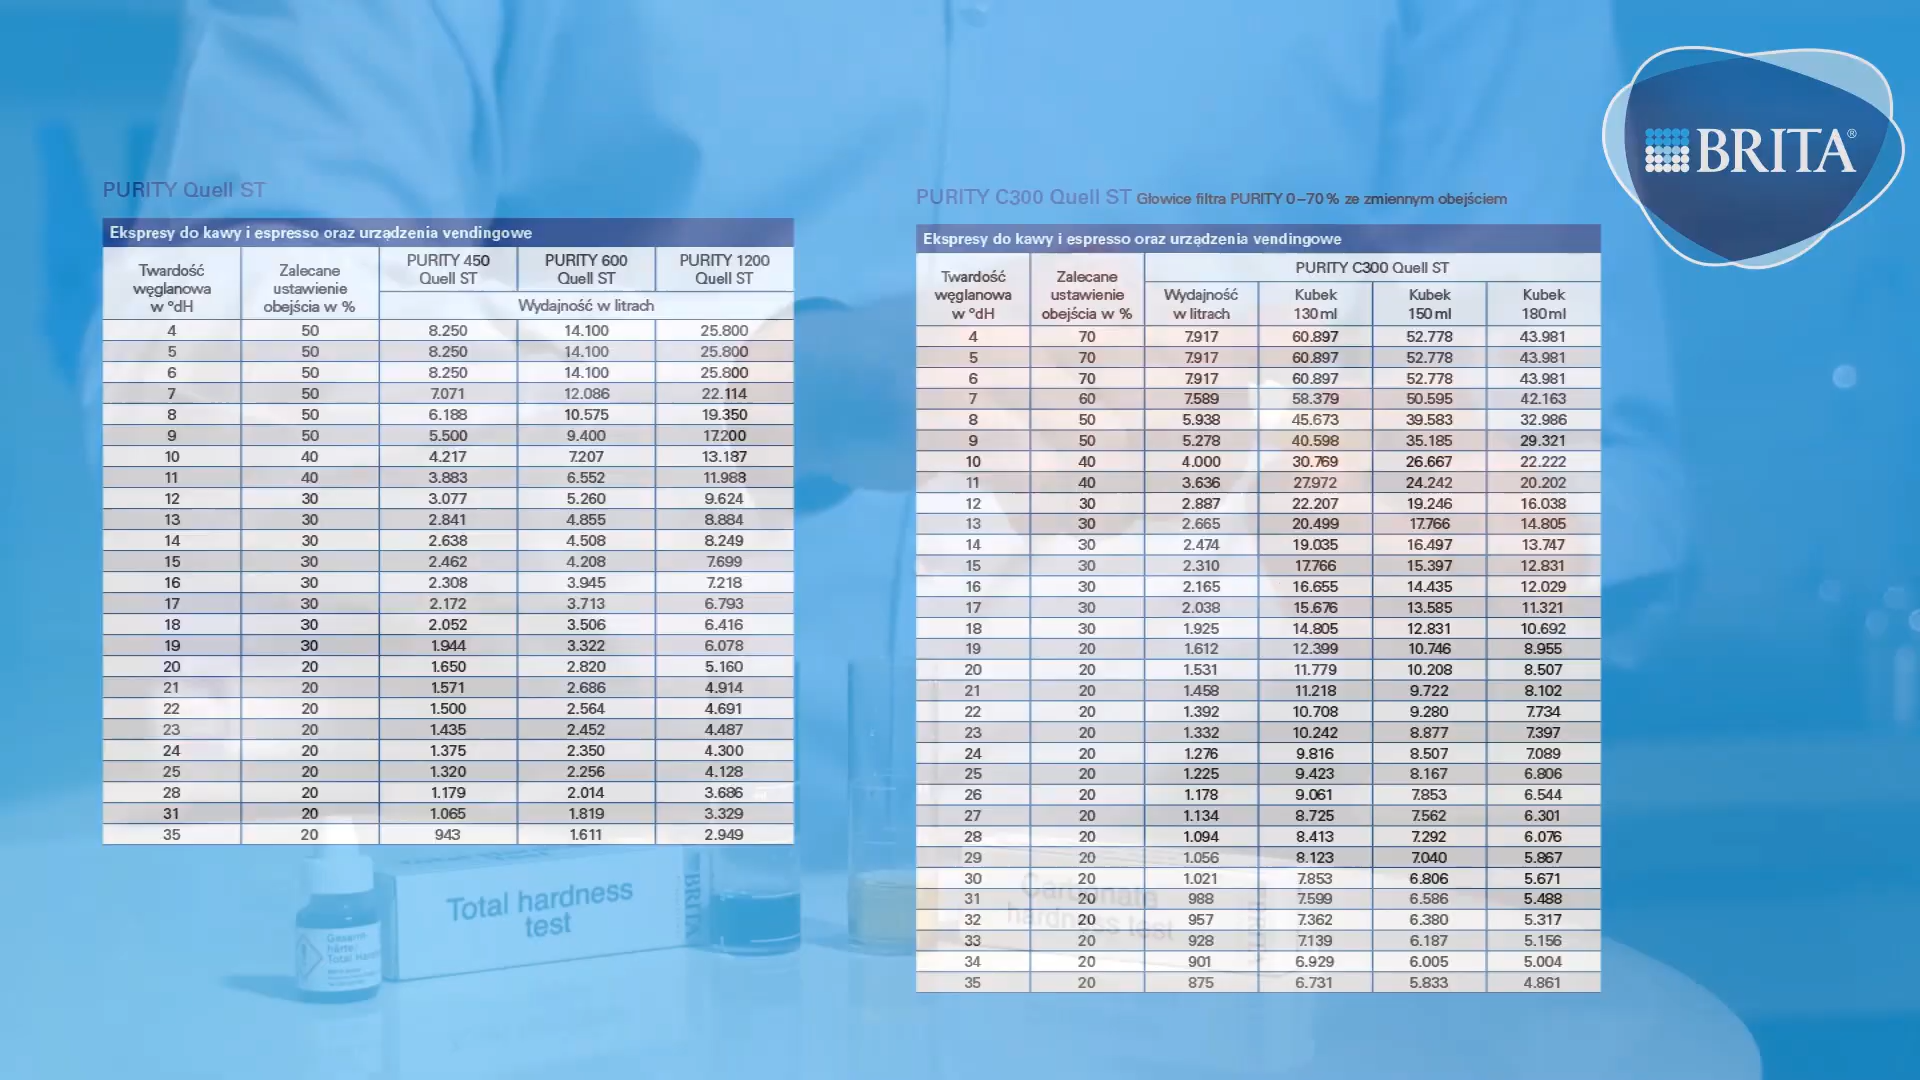 BRITA®
PURITY Quell ST
Ekspresy do kawy i espresso oraz urządzenia vendingowe
Twardość węglanowa w °dH Zalecane ustawienie obejścia w % PURITY 450 Quell ST PURITY 600 Quell ST PURITY 1200 Quell ST
Wydajność w litrach
4 50 8.250 14.100 25.800
5 50 8.250 14.100 25.800
6 50 8.250 14.100 25.800
7 50 7.071 12.086 22.114
8 50 6.188 10.575 19.350
9 50 5.500 9.400 17.200
10 40 4.217 7.207 13.187
11 40 3.883 6.552 11.988
12 30 3.077 5.260 9.624
13 30 2.841 4.855 8.884
14 30 2.638 4.508 8.249
15 30 2.462 4.208 7.699
16 30 2.308 3.945 7.218
17 30 2.172 3.713 6.793
18 30 2.052 3.506 6.416
19 30 1.944 3.322 6.078
20 20 1.650 2.820 5.160
21 20 1.571 2.686 4.914
22 20 1.500 2.564 4.691
23 20 1.435 2.452 4.487
24 20 1.375 2.350 4.300
25 20 1.320 2.256 4.128
28 20 1.179 2.014 3.686
31 20 1.065 1.819 3.329
35 20 943 1.611 2.949
PURITY C300 Quell ST Głowice filtra PURITY 0–70 % ze zmiennym obejściem
Ekspresy do kawy i espresso oraz urządzenia vendingowe
Twardość węglanowa w °dH Zalecane ustawienie obejścia w % PURITY C300 Quell ST
Wydajność w litrach Kubek 130 ml Kubek 150 ml Kubek 180 ml
4 70 7.917 60.897 52.778 43.981
5 70 7.917 60.897 52.778 43.981
6 70 7.917 60.897 52.778 43.981
7 60 7.589 58.379 50.595 42.163
8 50 5.938 45.673 39.583 32.986
9 50 5.278 40.598 35.185 29.321
10 40 4.000 30.769 26.667 22.222
11 40 3.636 27.972 24.242 20.202
12 30 2.887 22.207 19.246 16.038
13 30 2.665 20.499 17.766 14.805
14 30 2.474 19.035 16.497 13.747
15 30 2.310 17.766 15.397 12.831
16 30 2.165 16.655 14.435 12.029
17 30 2.038 15.676 13.585 11.321
18 30 1.925 14.805 12.831 10.692
19 20 1.612 12.399 10.746 8.955
20 20 1.531 11.779 10.208 8.507
21 20 1.458 11.218 9.722 8.102
22 20 1.392 10.708 9.280 7.734
23 20 1.332 10.242 8.877 7.397
24 20 1.276 9.816 8.507 7.089
25 20 1.225 9.423 8.167 6.806
26 20 1.178 9.061 7.853 6.544
27 20 1.134 8.725 7.562 6.301
28 20 1.094 8.413 7.292 6.076
29 20 1.056 8.123 7.040 5.867
30 20 1.021 7.853 6.806 5.671
31 20 988 7.599 6.586 5.488
32 20 957 7.362 6.380 5.317
33 20 928 7.139 6.187 5.156
34 20 901 6.929 6.005 5.004
35 20 875 6.731 5.833 4.861
Total hardness
test
BRITA
Carbonate
hardness test